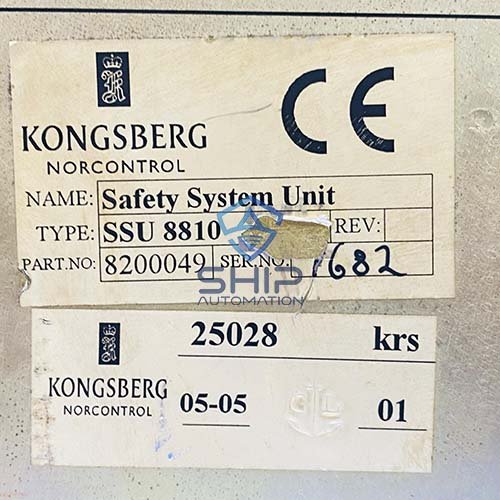 CE
KONGSBERG
NORCONTROL
NAME: Safety System Unit
TYPE: SSU 8810 REV:
PART.NO: 8200049 SER.NO.: 1682
SHIP
AUTOMATION
25028 krs
KONGSBERG
NORCONTROL
05-05 01